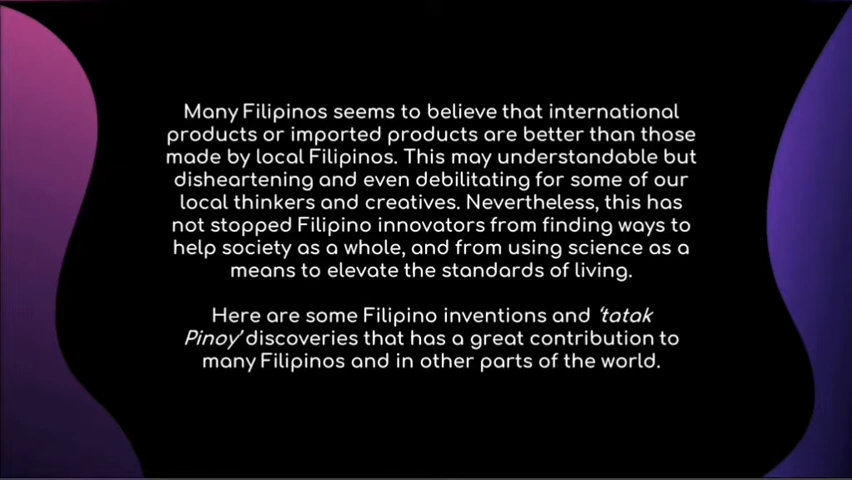 Many Filipinos seems to believe that international
products or imported products are better than those
made by local Filipinos. This may understandable but
disheartening and even debilitating for some of our
local thinkers and creatives. Nevertheless, this has
not stopped Filipino innovators from finding ways to
help society as a whole, and from using science as a
means to elevate the standards of living.
Here are some Filipino inventions and ‘tatak
Pinoy’ discoveries that has a great contribution to
many Filipinos and in other parts of the world.